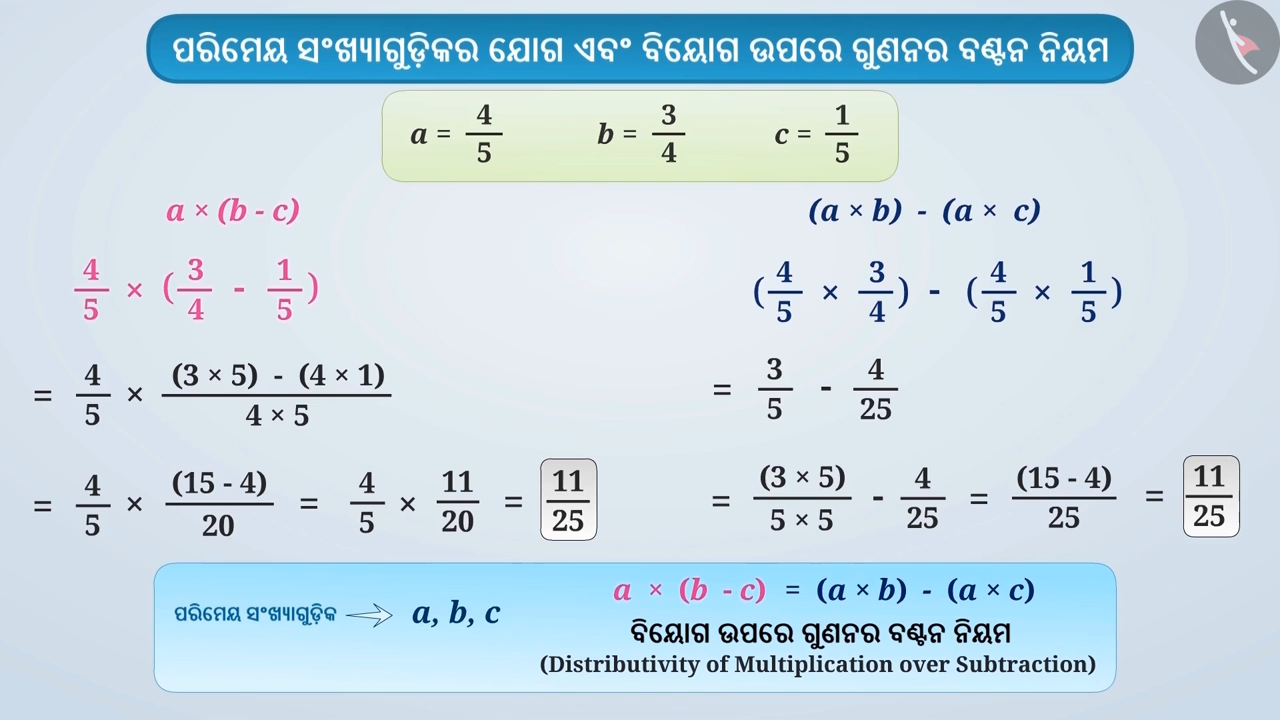 ପରିମେୟ ସଂଖ୍ୟାଗୁଡ଼ିକର ଯୋଗ ଏବଂ ବିୟୋଗ ଉପରେ ଗୁଣନର ବଣ୍ଟନ ନିୟମ
a = 4/5 b = 3/4 c = 1/5
a × (b - c)
4/5 × (3/4 - 1/5)
= 4/5 × (3 × 5) - (4 × 1) / 4 × 5
= 4/5 × (15 - 4)/20 = 4/5 × 11/20 = 11/25
(a × b) - (a × c)
(4/5 × 3/4) - (4/5 × 1/5)
= 3/5 - 4/25
= (3 × 5) / 5 × 5 - 4/25 = (15 - 4)/25 = 11/25
ପରିମେୟ ସଂଖ୍ୟାଗୁଡ଼ିକ → a, b, c
a × (b - c) = (a × b) - (a × c)
ବିୟୋଗ ଉପରେ ଗୁଣନର ବଣ୍ଟନ ନିୟମ
(Distributivity of Multiplication over Subtraction)